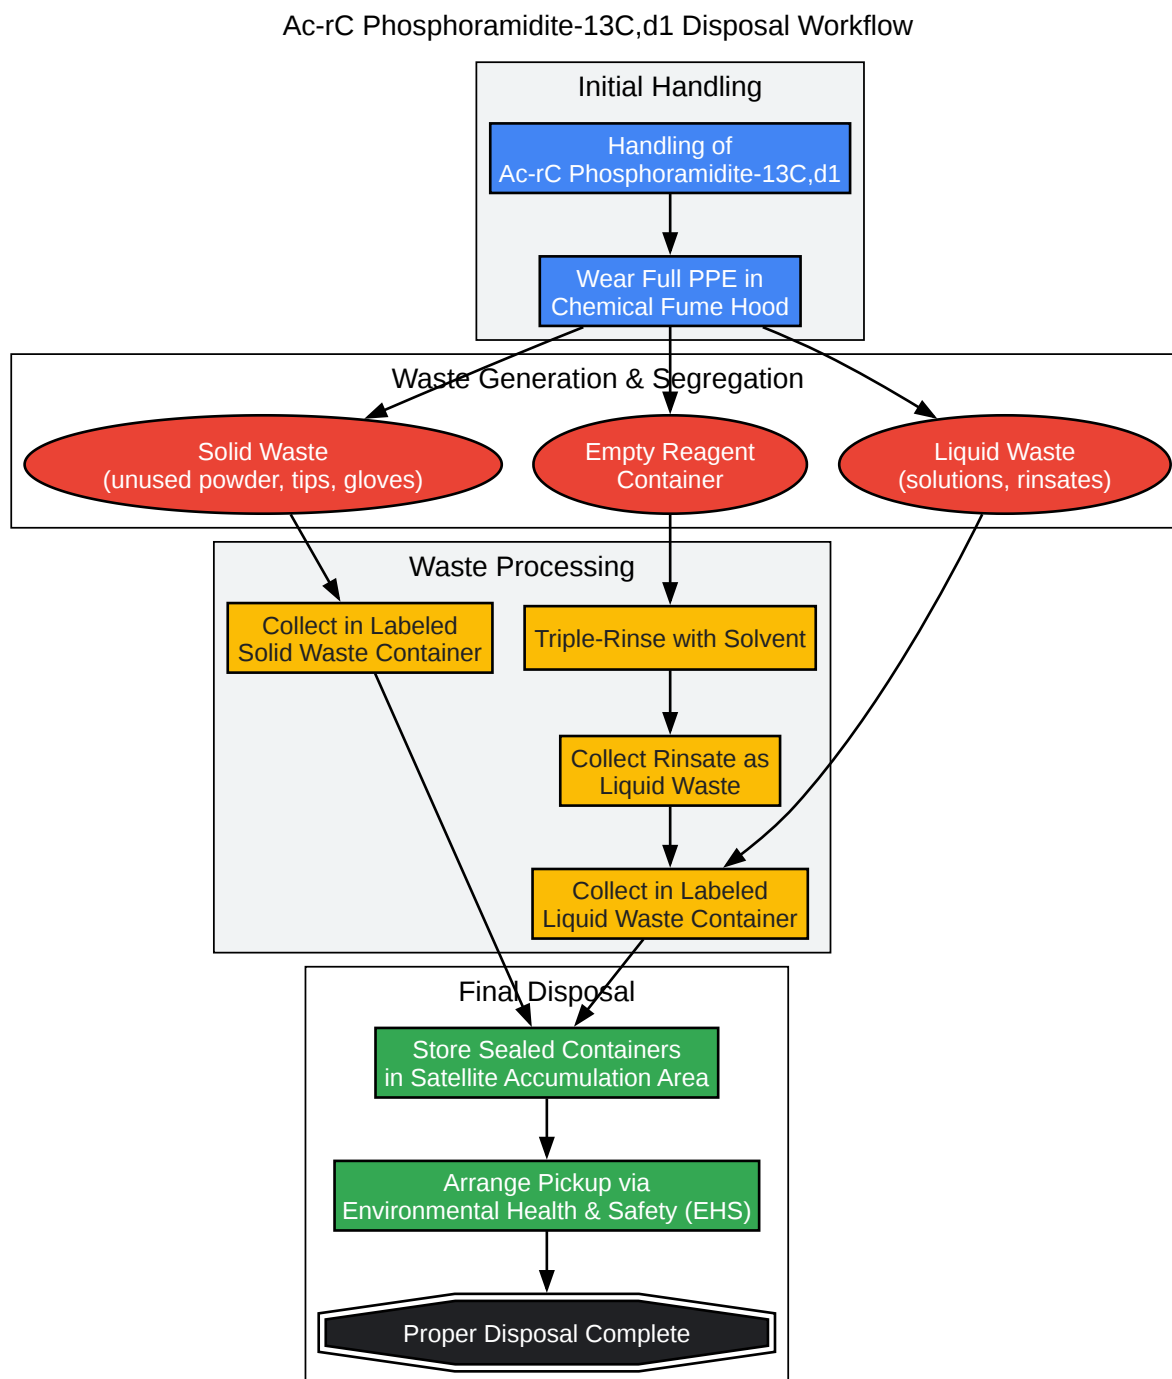 Ac-rC Phosphoramidite-13C,d1 Disposal Workflow
Initial Handling
Handling of
Ac-rC Phosphoramidite-13C,d1
Wear Full PPE in
Chemical Fume Hood
Waste Generation & Segregation
Solid Waste
(unused powder, tips, gloves)
Empty Reagent
Container
Liquid Waste
(solutions, rinsates)
Waste Processing
Collect in Labeled
Solid Waste Container
Triple-Rinse with Solvent
Collect Rinsate as
Liquid Waste
Collect in Labeled
Liquid Waste Container
Final Disposal
Store Sealed Containers
in Satellite Accumulation Area
Arrange Pickup via
Environmental Health & Safety (EHS)
Proper Disposal Complete